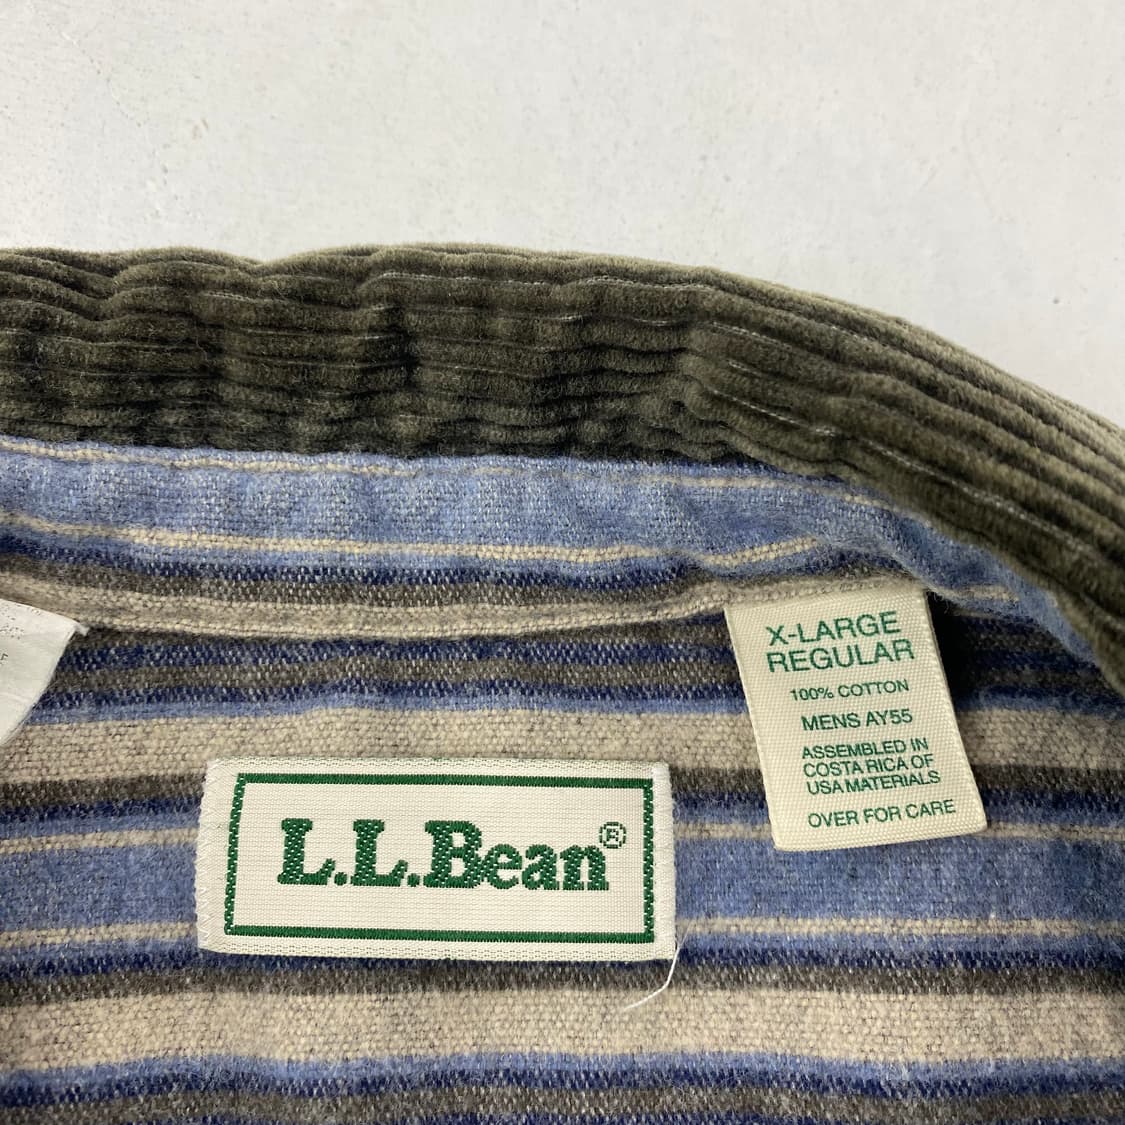 X-LARGE
REGULAR
100% COTTON
MENS AY55
ASSEMBLED IN
COSTA RICA OF
USA MATERIALS
OVER FOR CARE
L.L.Bean®